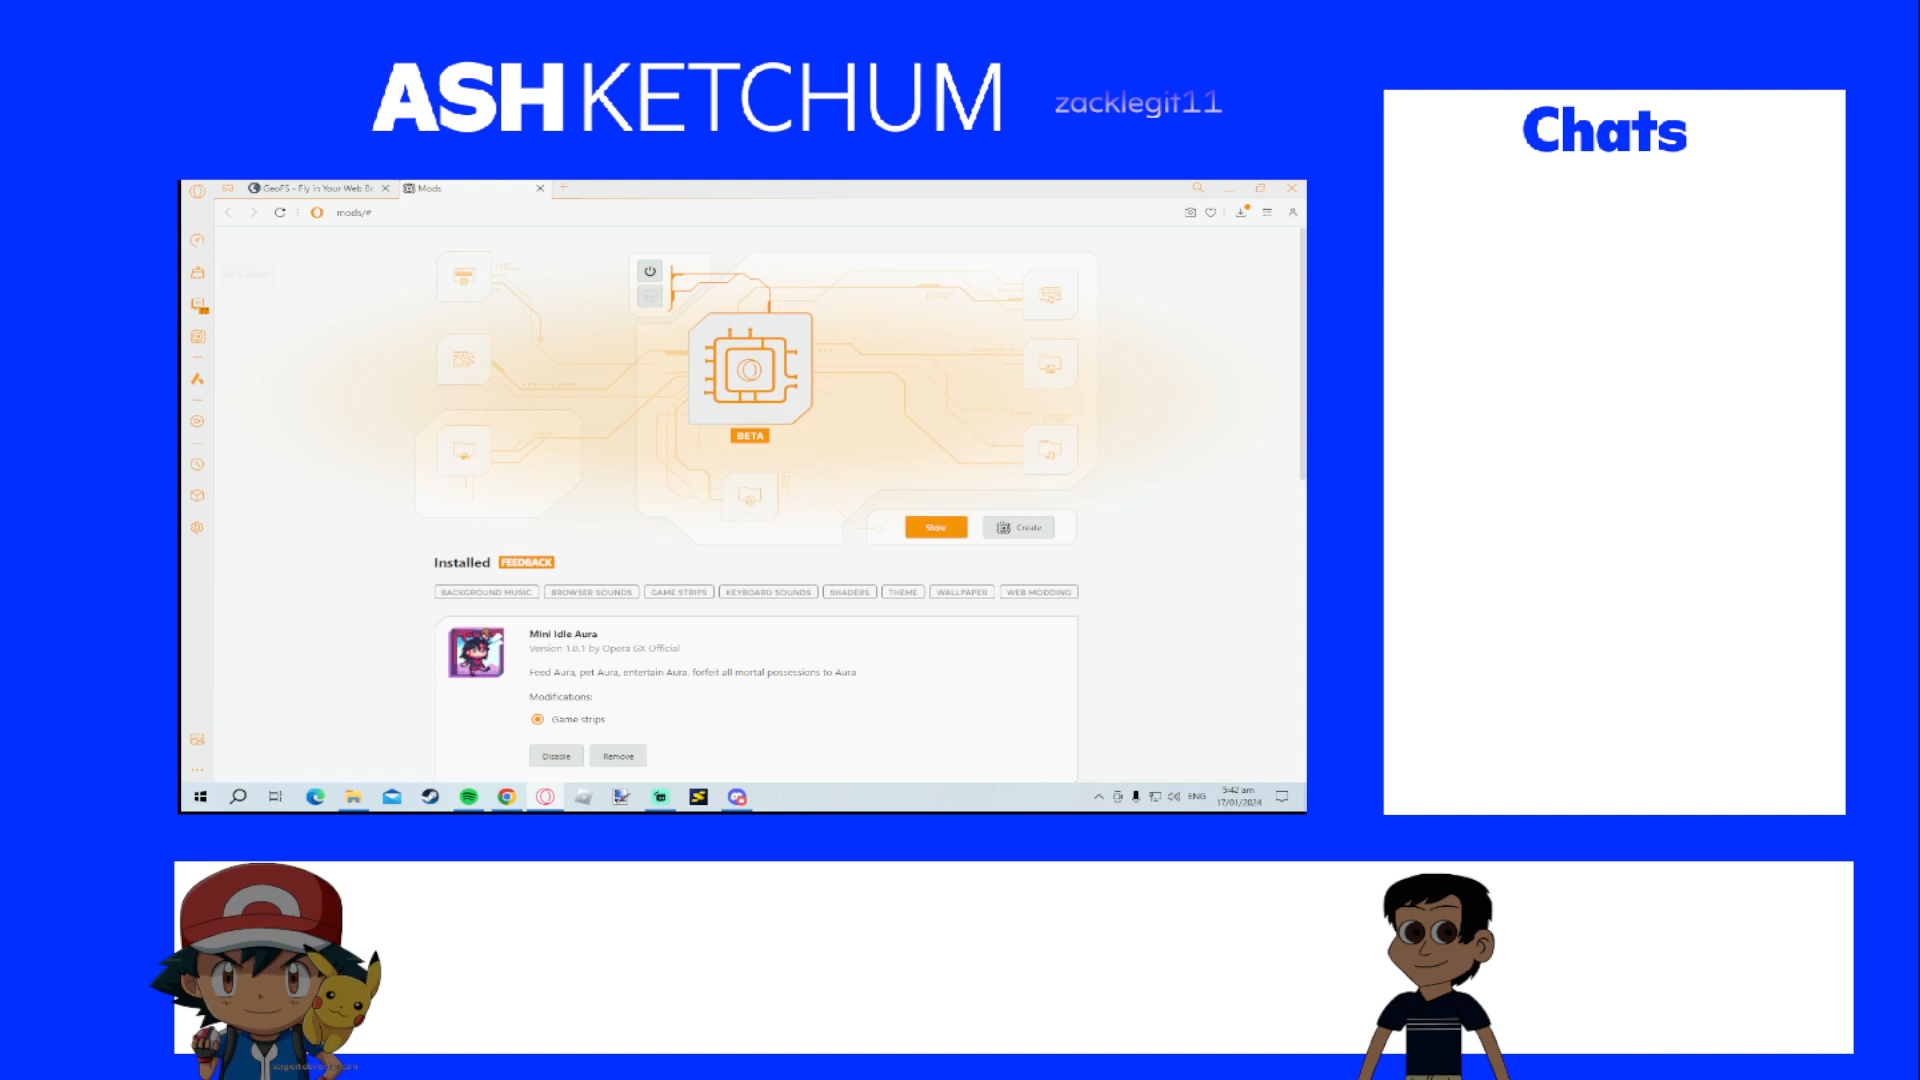 ASH KETCHUM
zacklegit11
Chats
GeoFS - Fly in Your Web Br
Mods
mods/#
BETA
Store
Create
Installed FEEDBACK
BACKGROUND MUSIC
BROWSER SOUNDS
GAME STRIPS
KEYBOARD SOUNDS
SHADERS
THEME
WALLPAPER
WEB MODDING
Mini Idle Aura
Version 1.0.1 by Opera GX Official
Feed Aura, pet Aura, entertain Aura, forfeit all mortal possessions to Aura
Modifications:
Game strips
Disable
Remove
ENG
5:42 am
17/01/2024